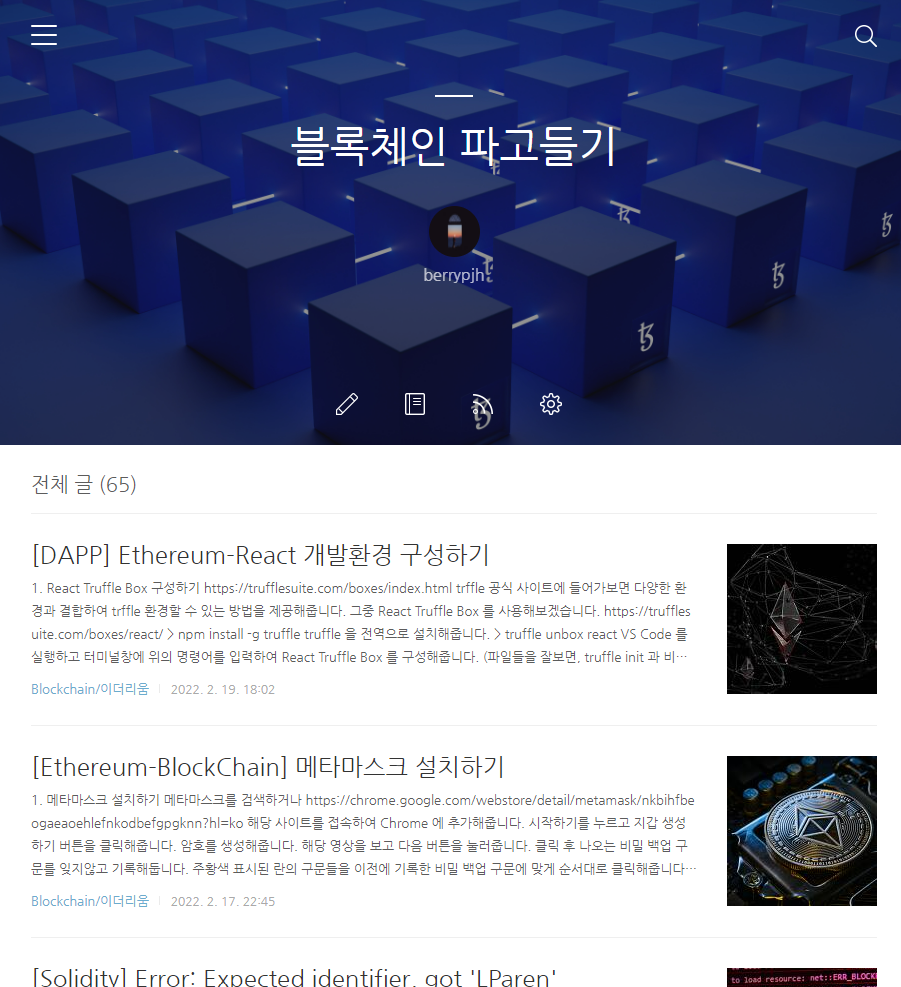 블록체인 파고들기
berrypjh
전체 글 (65)
[DAPP] Ethereum-React 개발환경 구성하기
1. React Truffle Box 구성하기 https://trufflesuite.com/boxes/index.html trffle 공식 사이트에 들어가보면 다양한 환
경과 결합하여 trffle 환경할 수 있는 방법을 제공해줍니다. 그중 React Truffle Box 를 사용해보겠습니다. https://truffles
uite.com/boxes/react/ > npm install -g truffle truffle 을 전역으로 설치해줍니다. > truffle unbox react VS Code 를
실행하고 터미널창에 위의 명령어를 입력하여 React Truffle Box 를 구성해줍니다. (파일들을 잘보면, truffle init 과 비…
Blockchain/이더리움 2022. 2. 19. 18:02
[Ethereum-BlockChain] 메타마스크 설치하기
1. 메타마스크 설치하기 메타마스크를 검색하거나 https://chrome.google.com/webstore/detail/metamask/nkbihfbe
ogaeaoehlefnkodbefgpgknn?hl=ko 해당 사이트를 접속하여 Chrome 에 추가해줍니다. 시작하기를 누르고 지갑 생성
하기 버튼을 클릭해줍니다. 암호를 생성해줍니다. 해당 영상을 보고 다음 버튼을 눌러줍니다. 클릭 후 나오는 비밀 백업 구
문를 잊지않고 기록해둡니다. 주황색 표시된 란의 구문들을 이전에 기록한 비밀 백업 구문에 맞게 순서대로 클릭해줍니다…
Blockchain/이더리움 2022. 2. 17. 22:45
[Solidity] Error: Expected identifier, got 'LParen'
to load resource: net::ERR_BLOCK